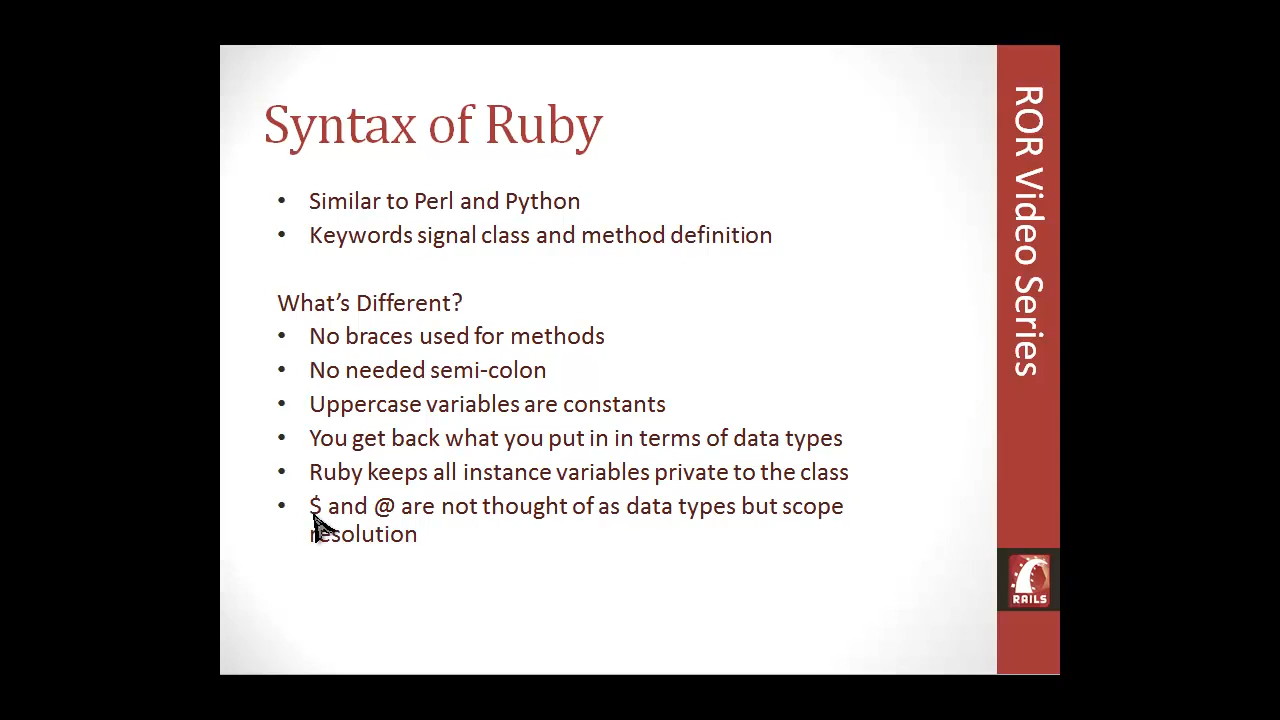 Syntax of Ruby
• Similar to Perl and Python
• Keywords signal class and method definition
What’s Different?
• No braces used for methods
• No needed semi-colon
• Uppercase variables are constants
• You get back what you put in in terms of data types
• Ruby keeps all instance variables private to the class
• $ and @ are not thought of as data types but scope
resolution
ROR Video Series
RAILS